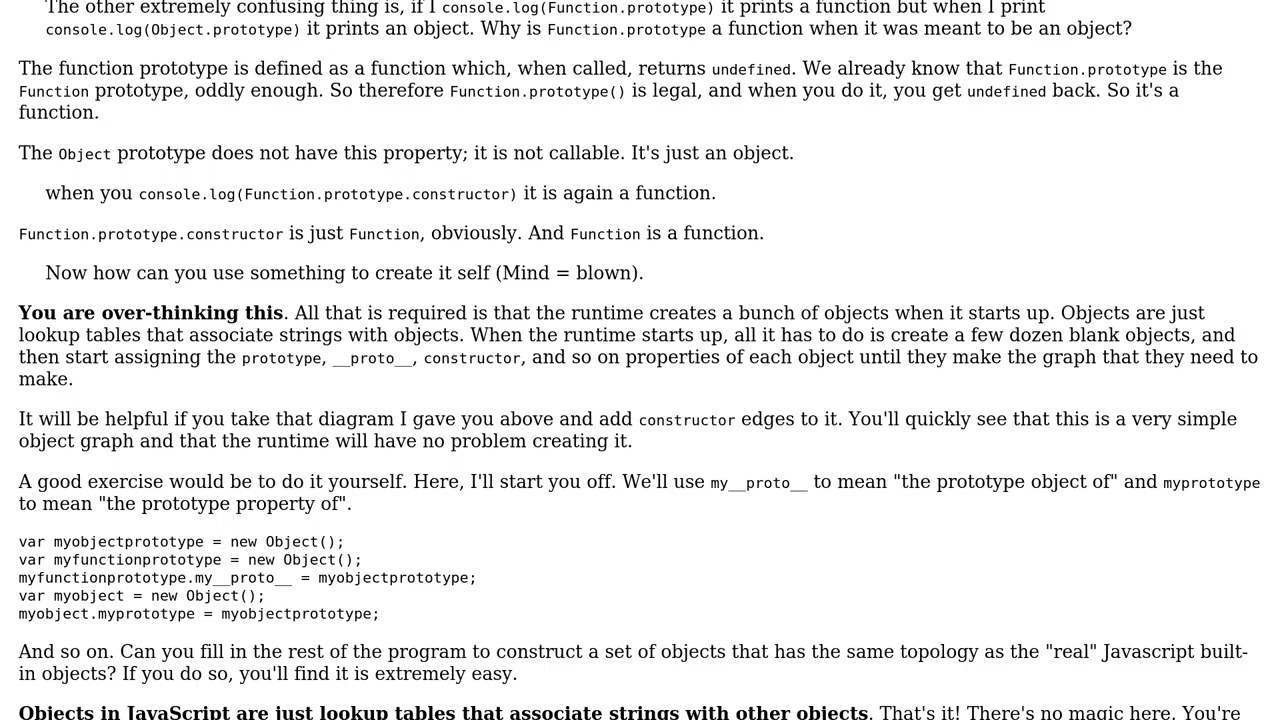 The other extremely confusing thing is, if I console.log(Function.prototype) it prints a function but when I print
console.log(Object.prototype) it prints an object. Why is Function.prototype a function when it was meant to be an object?
The function prototype is defined as a function which, when called, returns undefined. We already know that Function.prototype is the
Function prototype, oddly enough. So therefore Function.prototype() is legal, and when you do it, you get undefined back. So it's a
function.
The Object prototype does not have this property; it is not callable. It's just an object.
when you console.log(Function.prototype.constructor) it is again a function.
Function.prototype.constructor is just Function, obviously. And Function is a function.
Now how can you use something to create it self (Mind = blown).
You are over-thinking this. All that is required is that the runtime creates a bunch of objects when it starts up. Objects are just
lookup tables that associate strings with objects. When the runtime starts up, all it has to do is create a few dozen blank objects, and
then start assigning the prototype, __proto__, constructor, and so on properties of each object until they make the graph that they need to
make.
It will be helpful if you take that diagram I gave you above and add constructor edges to it. You'll quickly see that this is a very simple
object graph and that the runtime will have no problem creating it.
A good exercise would be to do it yourself. Here, I'll start you off. We'll use my__proto__ to mean "the prototype object of" and myprototype
to mean "the prototype property of".
var myobjectprototype = new Object();
var myfunctionprototype = new Object();
myfunctionprototype.my__proto__ = myobjectprototype;
var myobject = new Object();
myobject.myprototype = myobjectprototype;
And so on. Can you fill in the rest of the program to construct a set of objects that has the same topology as the "real" Javascript built-
in objects? If you do so, you'll find it is extremely easy.
Objects in JavaScript are just lookup tables that associate strings with other objects. That's it! There's no magic here. You're